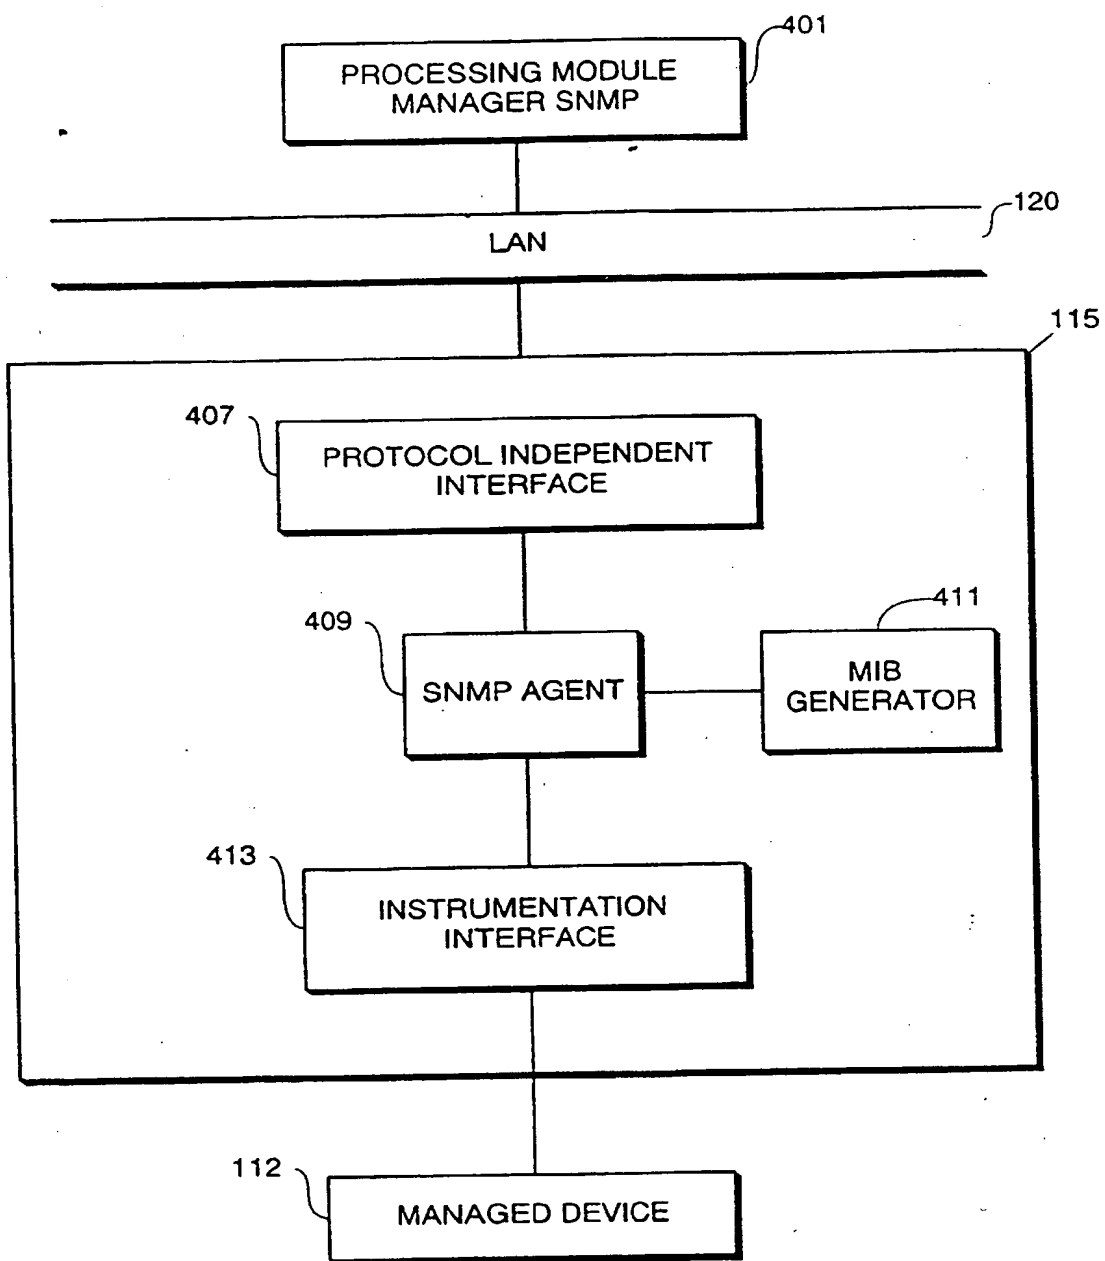 401
PROCESSING MODULE
MANAGER SNMP
120
LAN
115
407
PROTOCOL INDEPENDENT
INTERFACE
411
409
SNMP AGENT
MIB
GENERATOR
413
INSTRUMENTATION
INTERFACE
112
MANAGED DEVICE